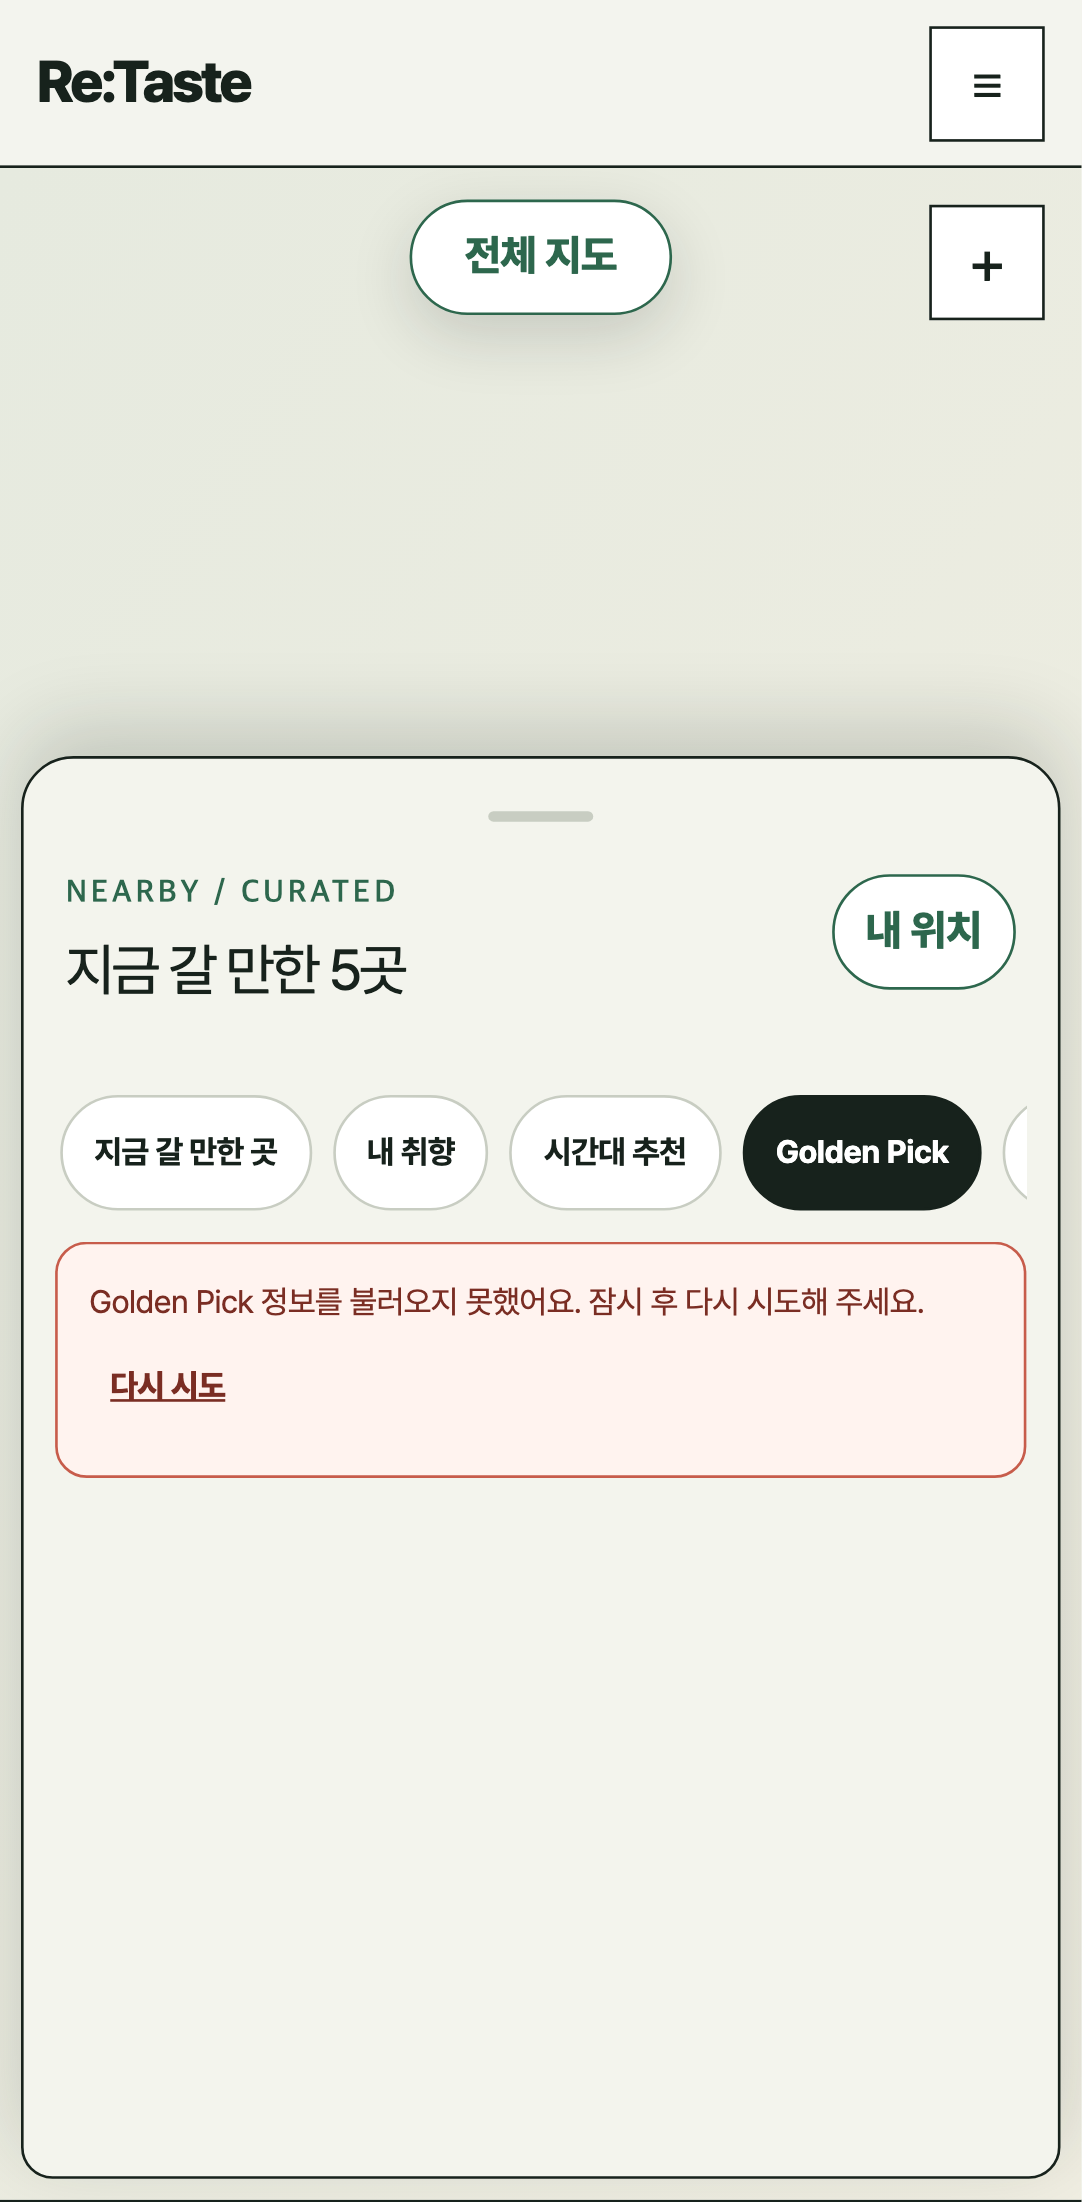 Re:Taste
≡
전체 지도
+
NEARBY / CURATED
지금 갈 만한 5곳
내 위치
지금 갈 만한 곳
내 취향
시간대 추천
Golden Pick
Golden Pick 정보를 불러오지 못했어요. 잠시 후 다시 시도해 주세요.
다시 시도